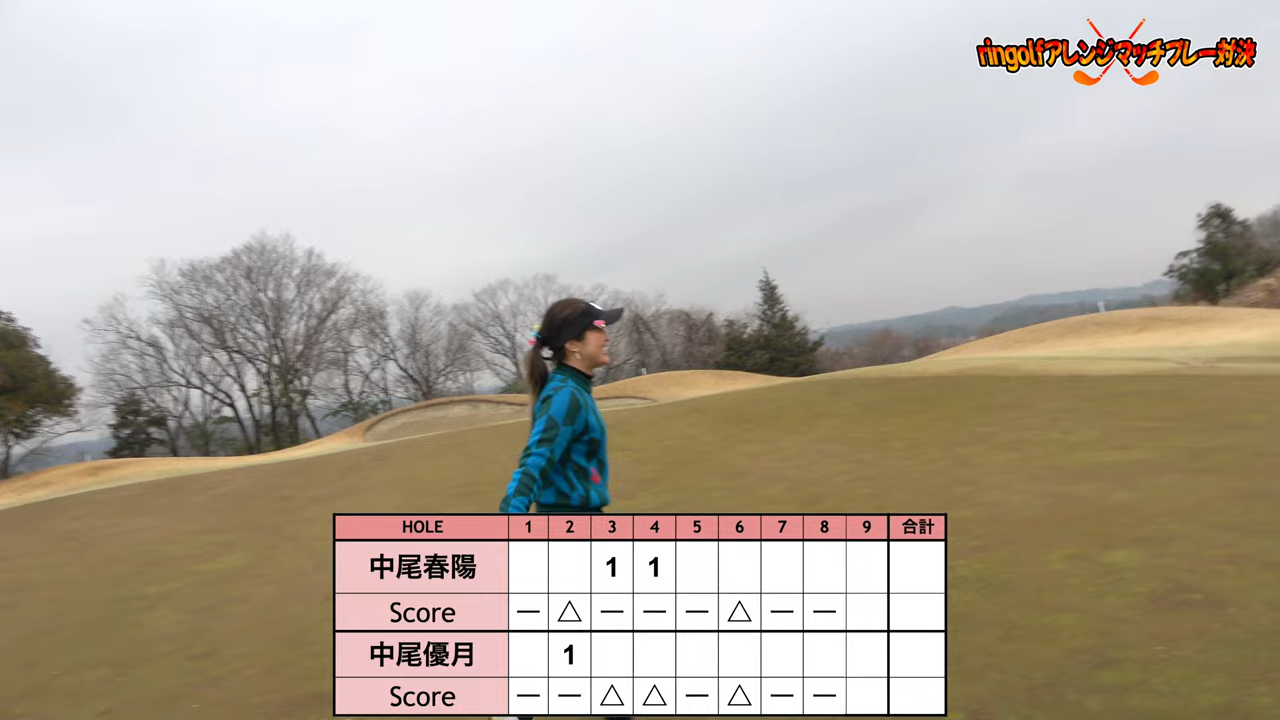 ringolfアレンジマッチプレー対決
HOLE 1 2 3 4 5 6 7 8 9 合計
中尾春陽 1 1
Score — △ — — — △ — —
中尾優月 1
Score — — △ △ — △ — —